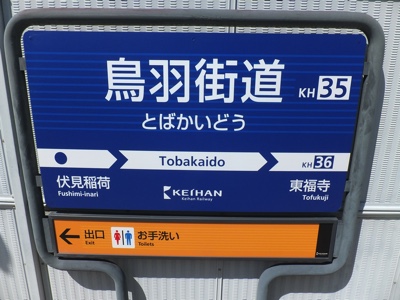 鳥羽街道 KH 35
とばかいどう
Tobakaido KH 36
伏見稲荷 東福寺
Fushimi-inari Tofukuji
KEIHAN
Keihan Railway
出口 お手洗い
Exit Toilets